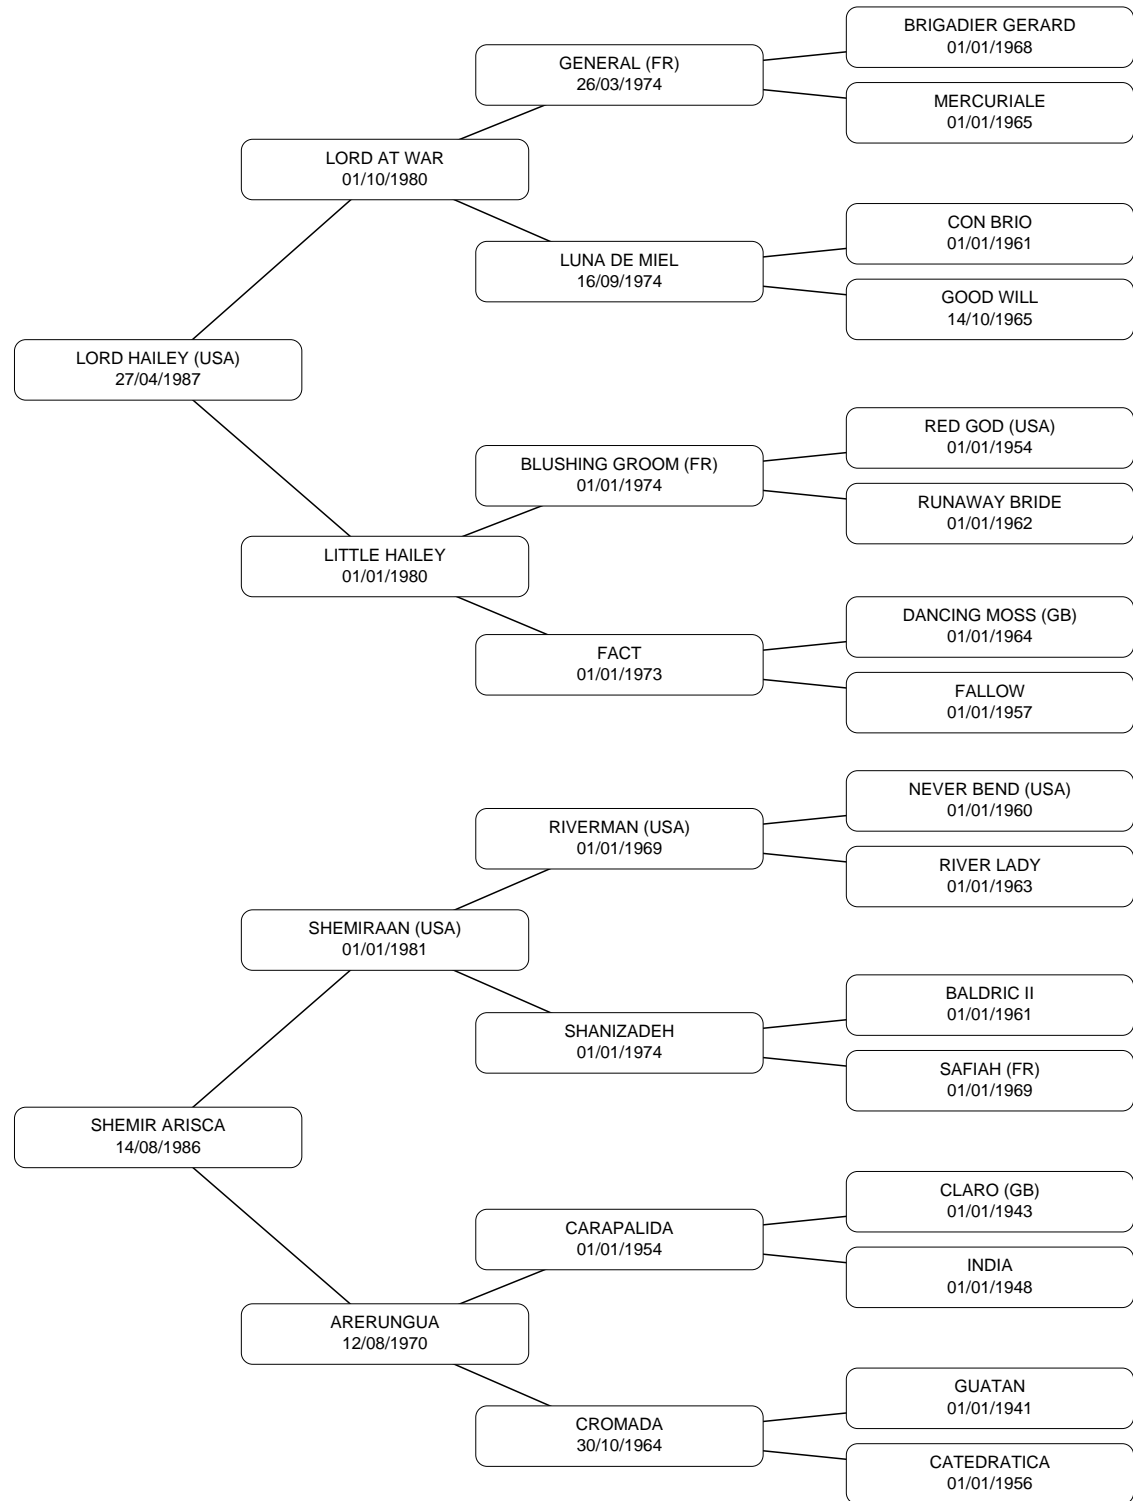 BRIGADIER GERARD
01/01/1968
GENERAL (FR)
26/03/1974
MERCURIALE
01/01/1965
LORD AT WAR
01/10/1980
CON BRIO
01/01/1961
LUNA DE MIEL
16/09/1974
GOOD WILL
14/10/1965
LORD HAILEY (USA)
27/04/1987
RED GOD (USA)
01/01/1954
BLUSHING GROOM (FR)
01/01/1974
RUNAWAY BRIDE
01/01/1962
LITTLE HAILEY
01/01/1980
DANCING MOSS (GB)
01/01/1964
FACT
01/01/1973
FALLOW
01/01/1957
NEVER BEND (USA)
01/01/1960
RIVERMAN (USA)
01/01/1969
RIVER LADY
01/01/1963
SHEMIRAAN (USA)
01/01/1981
BALDRIC II
01/01/1961
SHANIZADEH
01/01/1974
SAFIAH (FR)
01/01/1969
SHEMIR ARISCA
14/08/1986
CLARO (GB)
01/01/1943
CARAPALIDA
01/01/1954
INDIA
01/01/1948
ARERUNGUA
12/08/1970
GUATAN
01/01/1941
CROMADA
30/10/1964
CATEDRATICA
01/01/1956